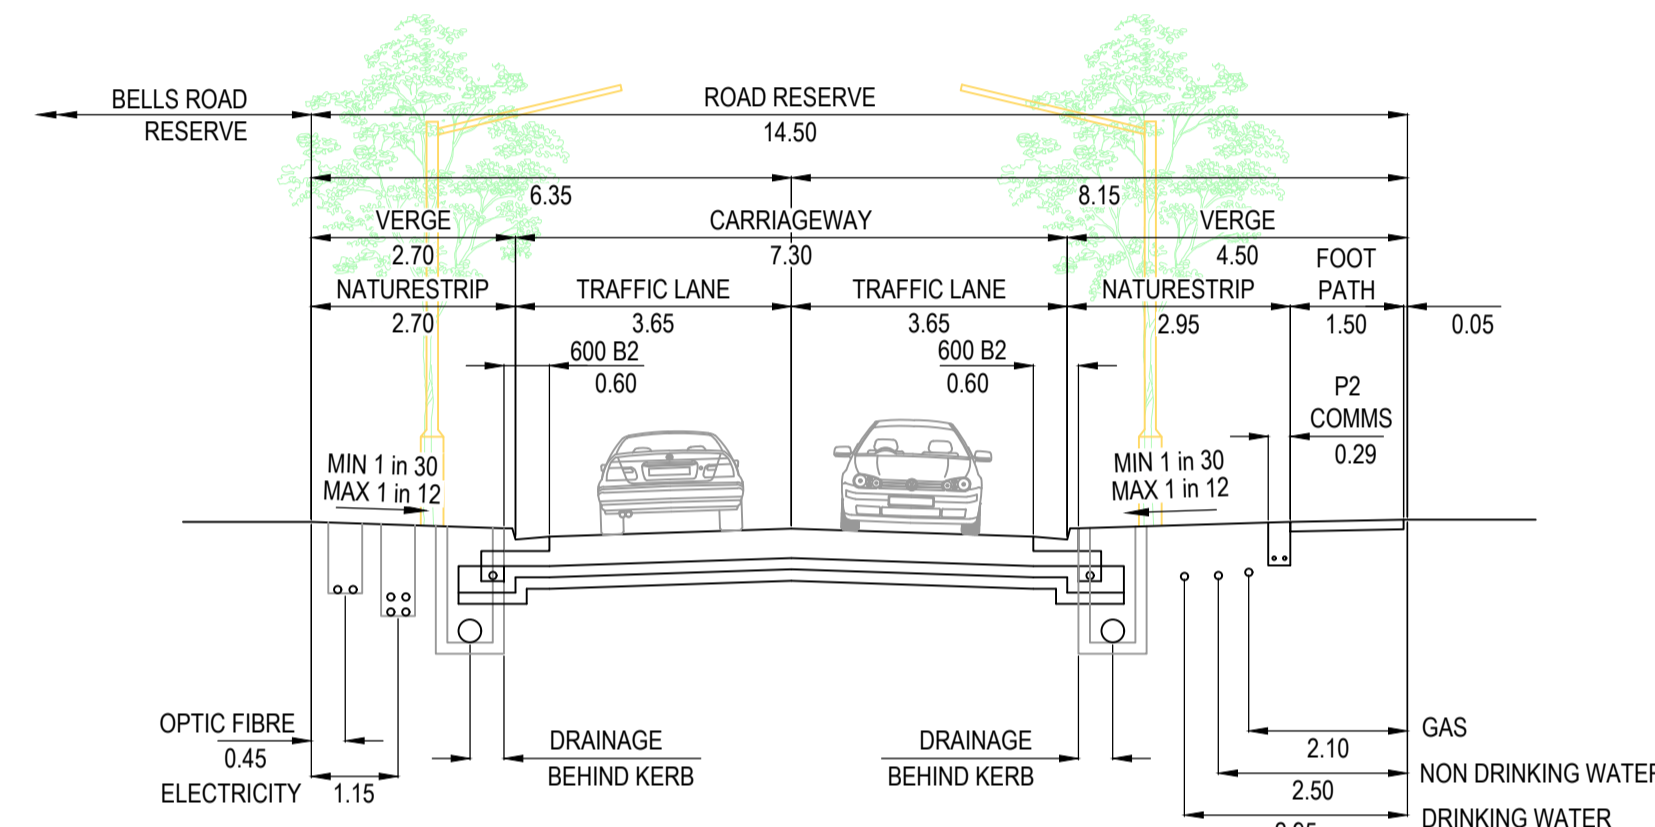 BELLS ROAD
RESERVE
ROAD RESERVE
14.50
6.35
8.15
VERGE
2.70
CARRIAGEWAY
7.30
VERGE
4.50
FOOT
PATH
1.50
NATURESTRIP
2.70
TRAFFIC LANE
3.65
TRAFFIC LANE
3.65
NATURESTRIP
2.95
0.05
600 B2
0.60
600 B2
0.60
P2
COMMS
0.29
MIN 1 in 30
MAX 1 in 12
MIN 1 in 30
MAX 1 in 12
OPTIC FIBRE
0.45
ELECTRICITY
1.15
DRAINAGE
BEHIND KERB
DRAINAGE
BEHIND KERB
GAS
2.10
NON DRINKING WATER
2.50
DRINKING WATER